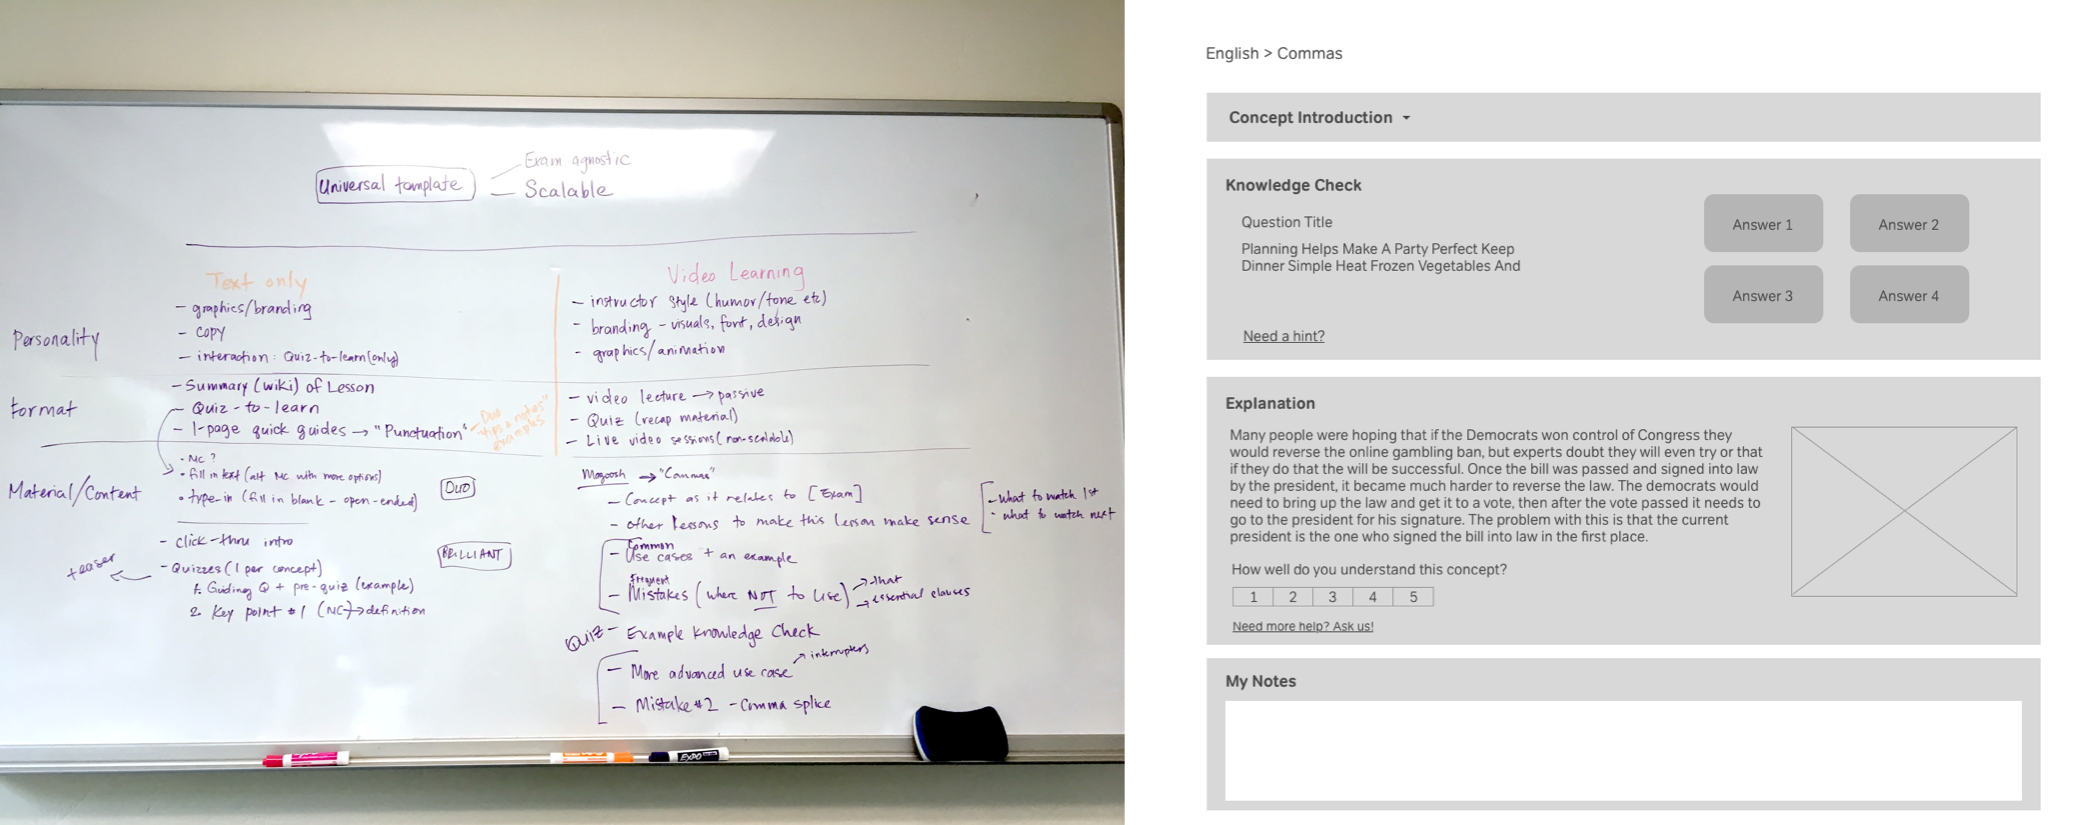 Universal template
Exam agnostic
Scalable
Text only
Video Learning
Personality
- graphics/branding
- copy
- interaction: Quiz-to-learn (only)
- instructor style (humor/tone etc)
- branding - visuals, font, design
- graphics/animation
Format
- Summary (wiki) of Lesson
- Quiz-to-learn
- 1-page quick guides → "Punctuation"
- Duo
"tips & notes"
examples
- video lecture → passive
- Quiz (recap material)
- Live video sessions (non-scalable)
Material/Content
- MC ?
- fill in text (alt MC with more options)
• type-in (fill in blank - open-ended)
DUO
- click-thru intro
BRILLIANT
teaser
- Quizzes (1 per concept)
1. Guiding Q + pre-quiz (example)
2. Key point #1 (MC) → definition
Magoosh → "Commas"
- Concept as it relates to [Exam]
- other lessons to make this lesson make sense
- What to watch 1st
- what to watch next
Common
- Use cases + an example
frequent
- Mistakes (where NOT to use)
→ that
→ essential clauses
Quiz - Example Knowledge Check
- More advanced use case
→ interrupters
- Mistake #2 - Comma splice
EXPO
English > Commas
Concept Introduction
Knowledge Check
Question Title
Planning Helps Make A Party Perfect Keep
Dinner Simple Heat Frozen Vegetables And
Answer 1
Answer 2
Answer 3
Answer 4
Need a hint?
Explanation
Many people were hoping that if the Democrats won control of Congress they
would reverse the online gambling ban, but experts doubt they will even try or that
if they do that the will be successful. Once the bill was passed and signed into law
by the president, it became much harder to reverse the law. The democrats would
need to bring up the law and get it to a vote, then after the vote passed it needs to
go to the president for his signature. The problem with this is that the current
president is the one who signed the bill into law in the first place.
How well do you understand this concept?
1 2 3 4 5
Need more help? Ask us!
My Notes